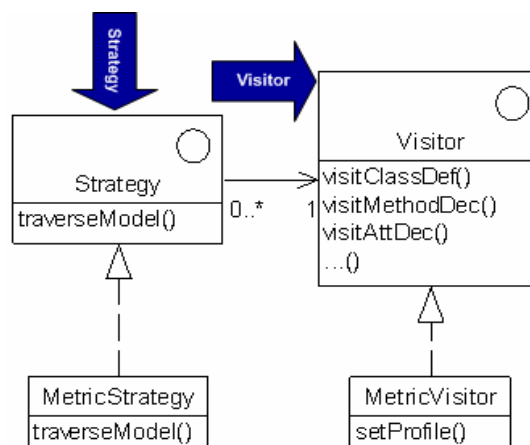 Strategy
Visitor
Strategy
traverseModel()
0..*
1
Visitor
visitClassDef()
visitMethodDec()
visitAttDec()
...()
MetricStrategy
traverseModel()
MetricVisitor
setProfile()